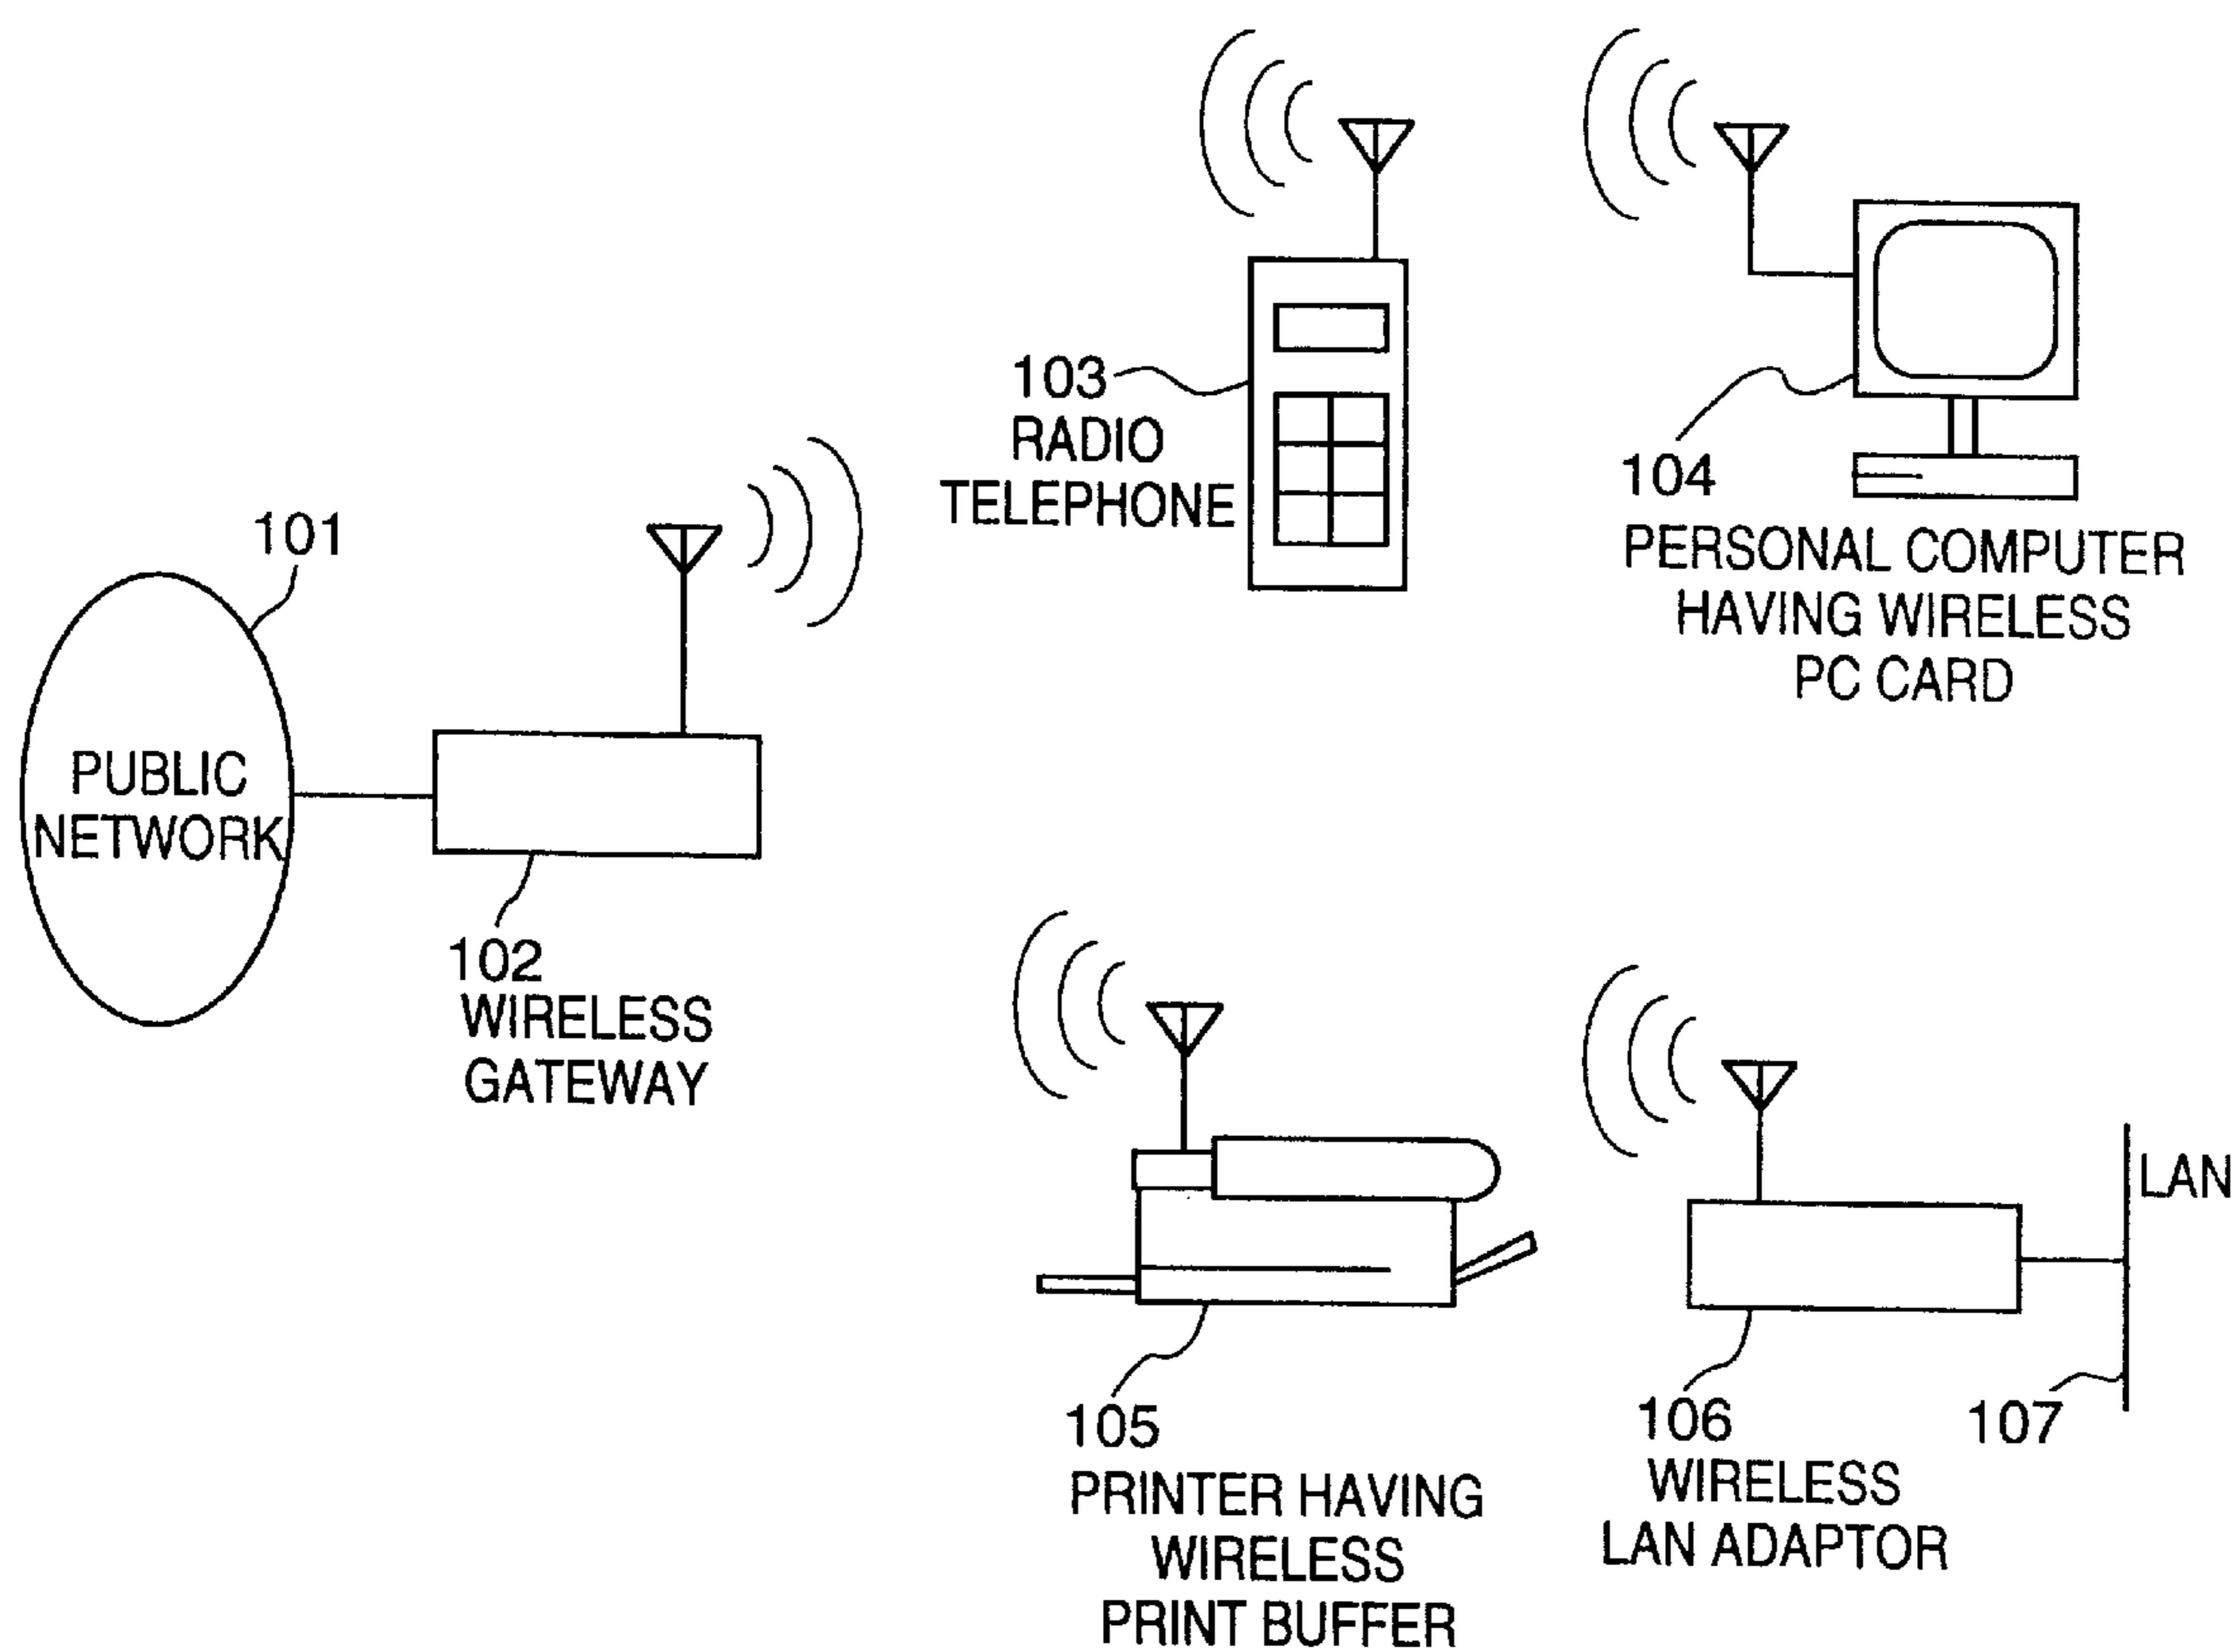 101
PUBLIC
NETWORK
102
WIRELESS
GATEWAY
103
RADIO
TELEPHONE
104
PERSONAL COMPUTER
HAVING WIRELESS
PC CARD
105
PRINTER HAVING
WIRELESS
PRINT BUFFER
106
WIRELESS
LAN ADAPTOR
LAN
107